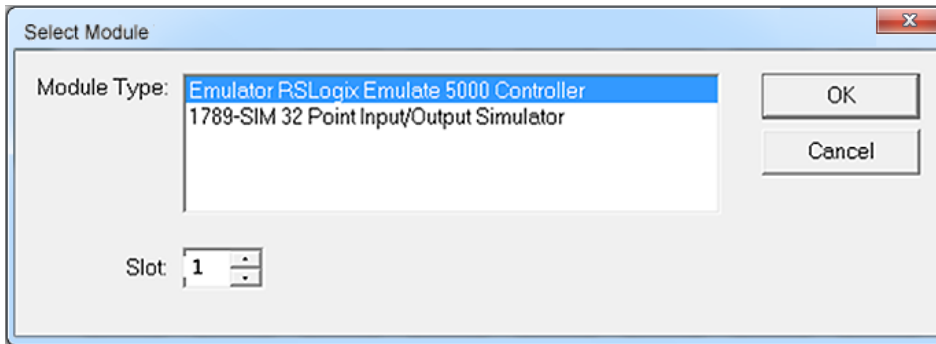 Select Module
Module Type:
Emulator RSLogix Emulate 5000 Controller
1789-SIM 32 Point Input/Output Simulator
OK
Cancel
Slot:
1